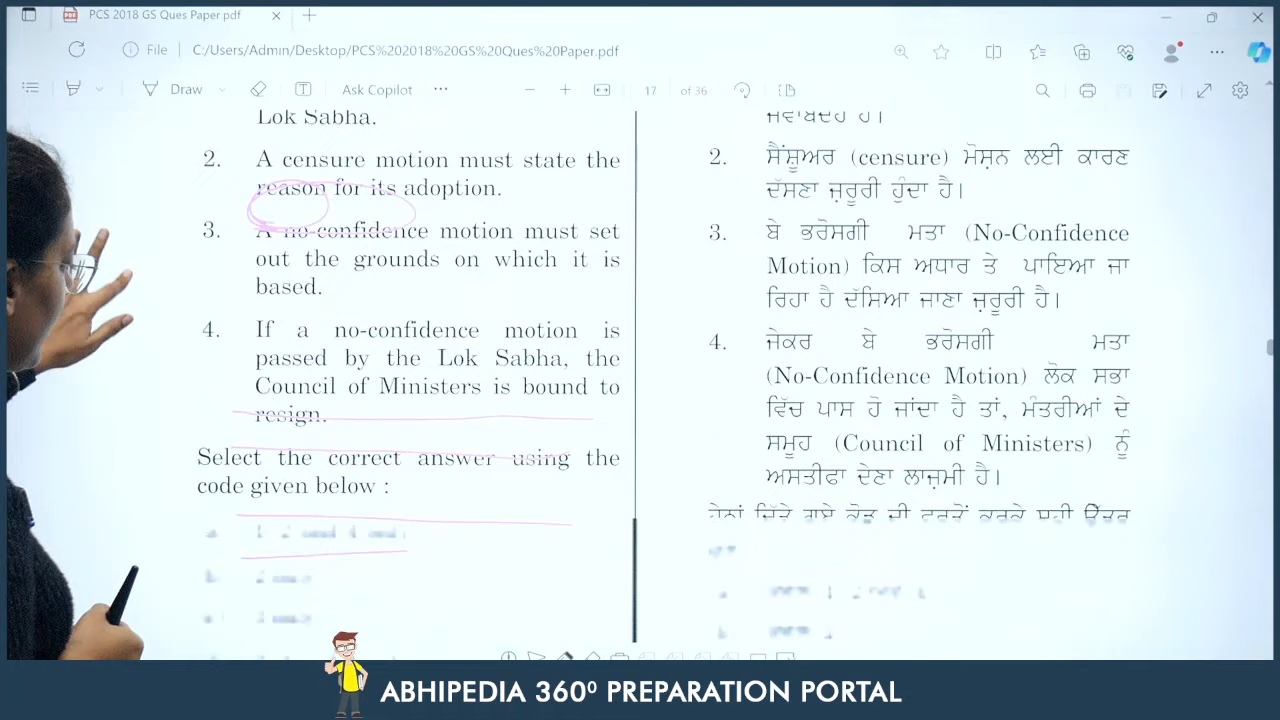 PCS 2018 GS Ques Paper.pdf
File C:/Users/Admin/Desktop/PCS%202018%20GS%20Ques%20Paper.pdf
Draw Ask Copilot 17 of 36
Lok Sabha.
2. A censure motion must state the
reason for its adoption.
3. A no-confidence motion must set
out the grounds on which it is
based.
4. If a no-confidence motion is
passed by the Lok Sabha, the
Council of Ministers is bound to
resign.
Select the correct answer using the
code given below :
ਜਵਾਬਦੇਹ ਹੈ।
2. ਸੈਂਸ਼ੂਅਰ (censure) ਮੋਸ਼ਨ ਲਈ ਕਾਰਣ
ਦੱਸਣਾ ਜ਼ਰੂਰੀ ਹੁੰਦਾ ਹੈ।
3. ਬੇ ਭਰੋਸਗੀ ਮਤਾ (No-Confidence
Motion) ਕਿਸ ਅਧਾਰ ਤੇ ਪਾਇਆ ਜਾ
ਰਿਹਾ ਹੈ ਦੱਸਿਆ ਜਾਣਾ ਜ਼ਰੂਰੀ ਹੈ।
4. ਜੇਕਰ ਬੇ ਭਰੋਸਗੀ ਮਤਾ
(No-Confidence Motion) ਲੋਕ ਸਭਾ
ਵਿੱਚ ਪਾਸ ਹੋ ਜਾਂਦਾ ਹੈ ਤਾਂ, ਮੰਤਰੀਆਂ ਦੇ
ਸਮੂਹ (Council of Ministers) ਨੂੰ
ਅਸਤੀਫਾ ਦੇਣਾ ਲਾਜ਼ਮੀ ਹੈ।
ABHIPEDIA 360⁰ PREPARATION PORTAL